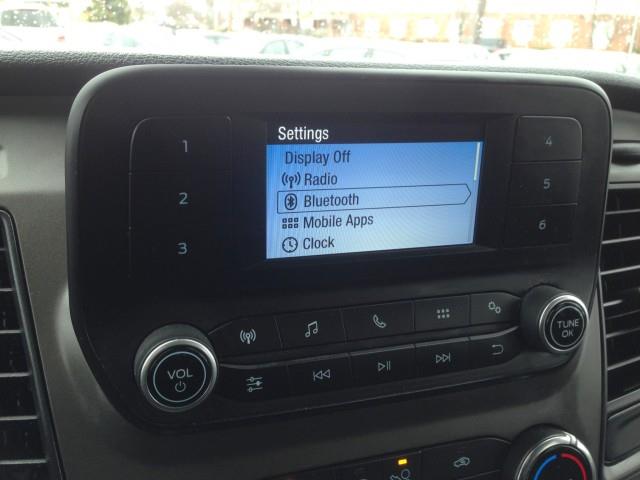 Settings
Display Off
Radio
Bluetooth
Mobile Apps
Clock
1
2
3
4
5
6
VOL
TUNE
OK